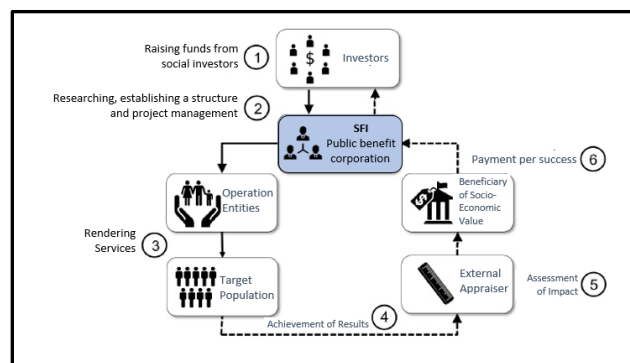 Raising funds from
social investors
1
$
Investors
Researching, establishing a structure
and project management
2
SFI
Public benefit
corporation
Payment per success
6
Operation
Entities
$
Beneficiary
of Socio-
Economic
Value
Rendering
Services
3
Target
Population
External
Appraiser
Assessment
of Impact
5
Achievement of Results
4